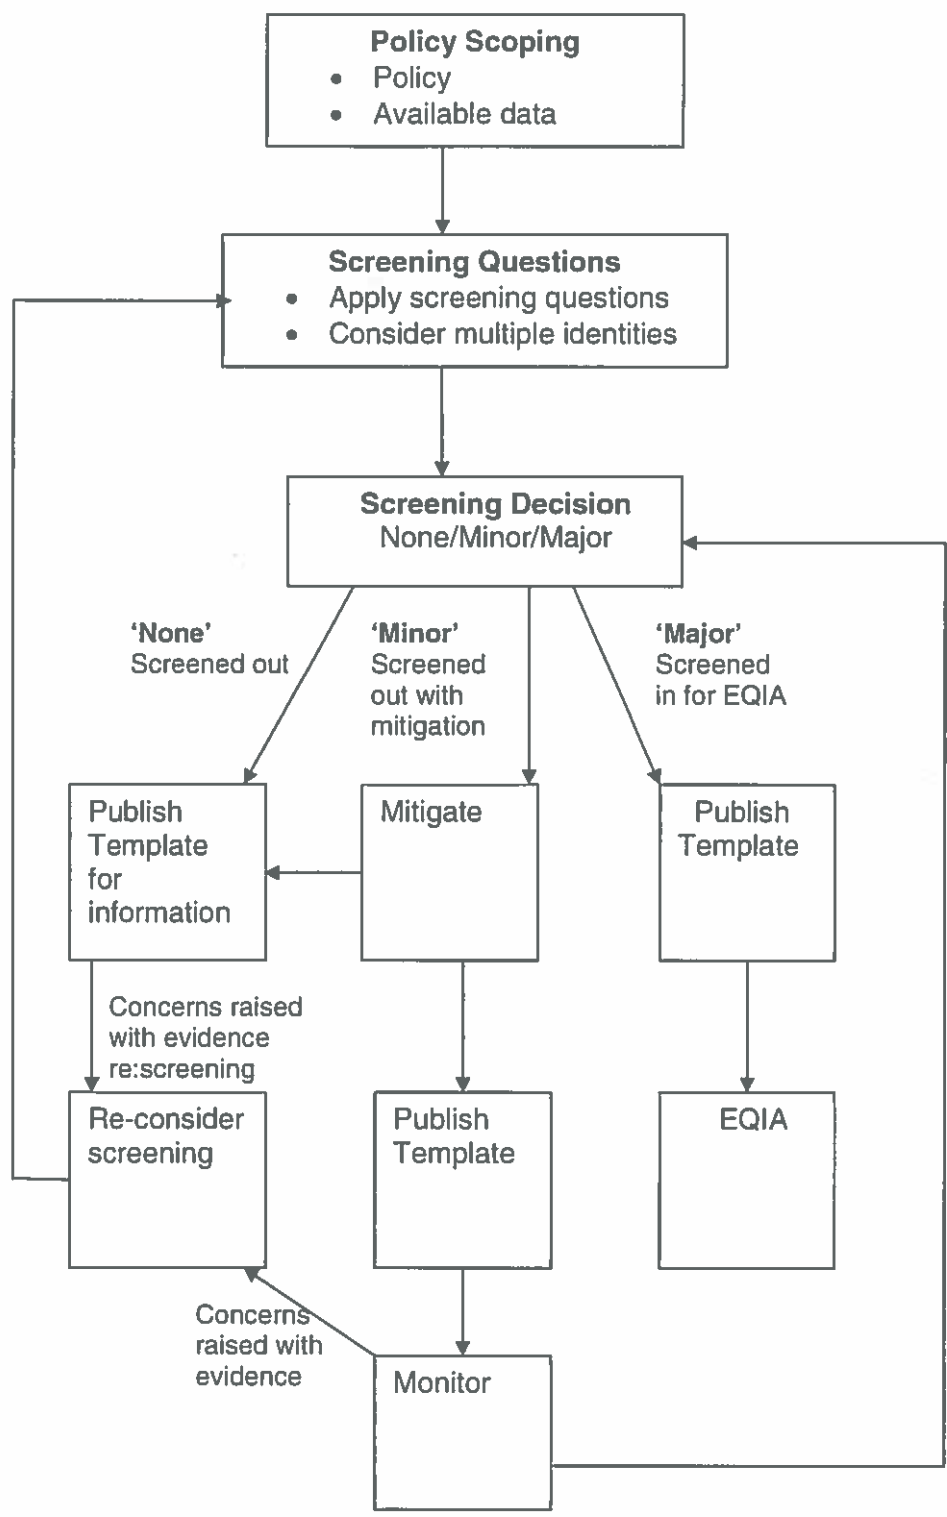 Policy Scoping
• Policy
• Available data
Screening Questions
• Apply screening questions
• Consider multiple identities
Screening Decision
None/Minor/Major
‘None’
Screened out
‘Minor’
Screened
out with
mitigation
‘Major’
Screened
in for EQIA
Publish
Template
for
information
Mitigate
Publish
Template
Concerns raised
with evidence
re:screening
Re-consider
screening
Publish
Template
EQIA
Concerns
raised with
evidence
Monitor